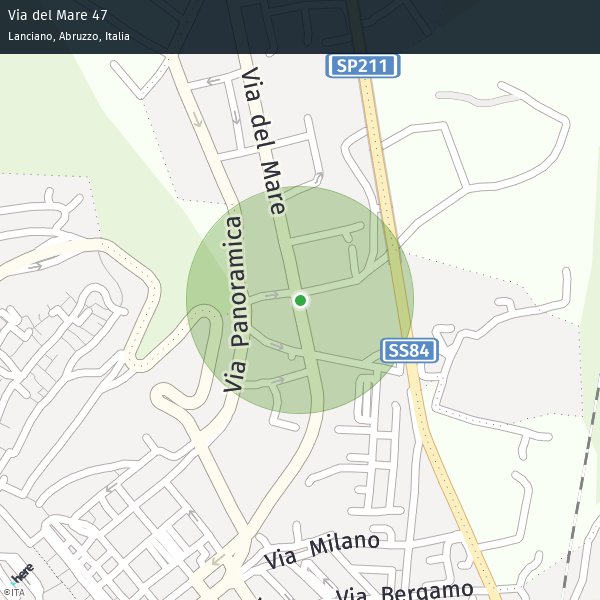 Via del Mare 47
Lanciano, Abruzzo, Italia
SP211
Via del Mare
Via Panoramica
SS84
Via Milano
Via Bergamo
here
©ITA